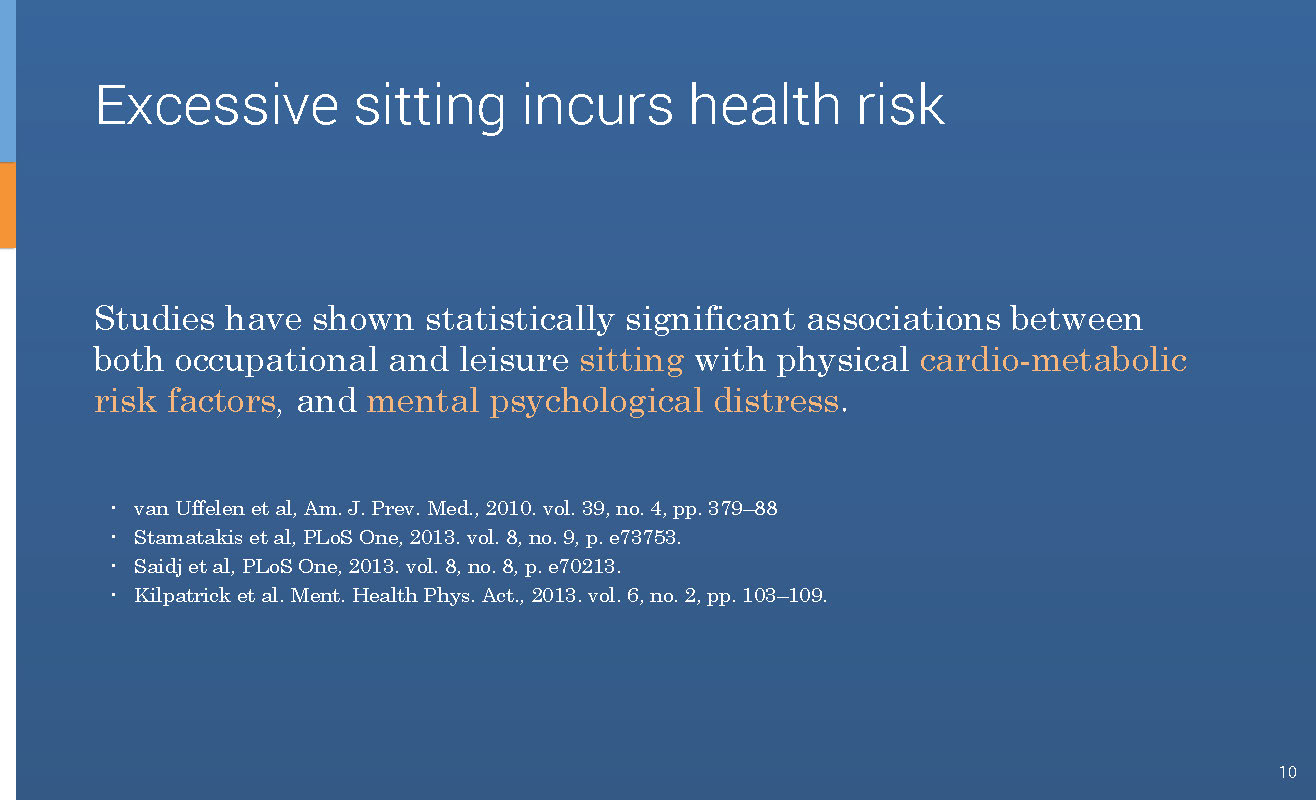 Excessive sitting incurs health risk
Studies have shown statistically significant associations between
both occupational and leisure sitting with physical cardio-metabolic
risk factors, and mental psychological distress.
· van Uffelen et al, Am. J. Prev. Med., 2010. vol. 39, no. 4, pp. 379–88
· Stamatakis et al, PLoS One, 2013. vol. 8, no. 9, p. e73753.
· Saidj et al, PLoS One, 2013. vol. 8, no. 8, p. e70213.
· Kilpatrick et al. Ment. Health Phys. Act., 2013. vol. 6, no. 2, pp. 103–109.
10